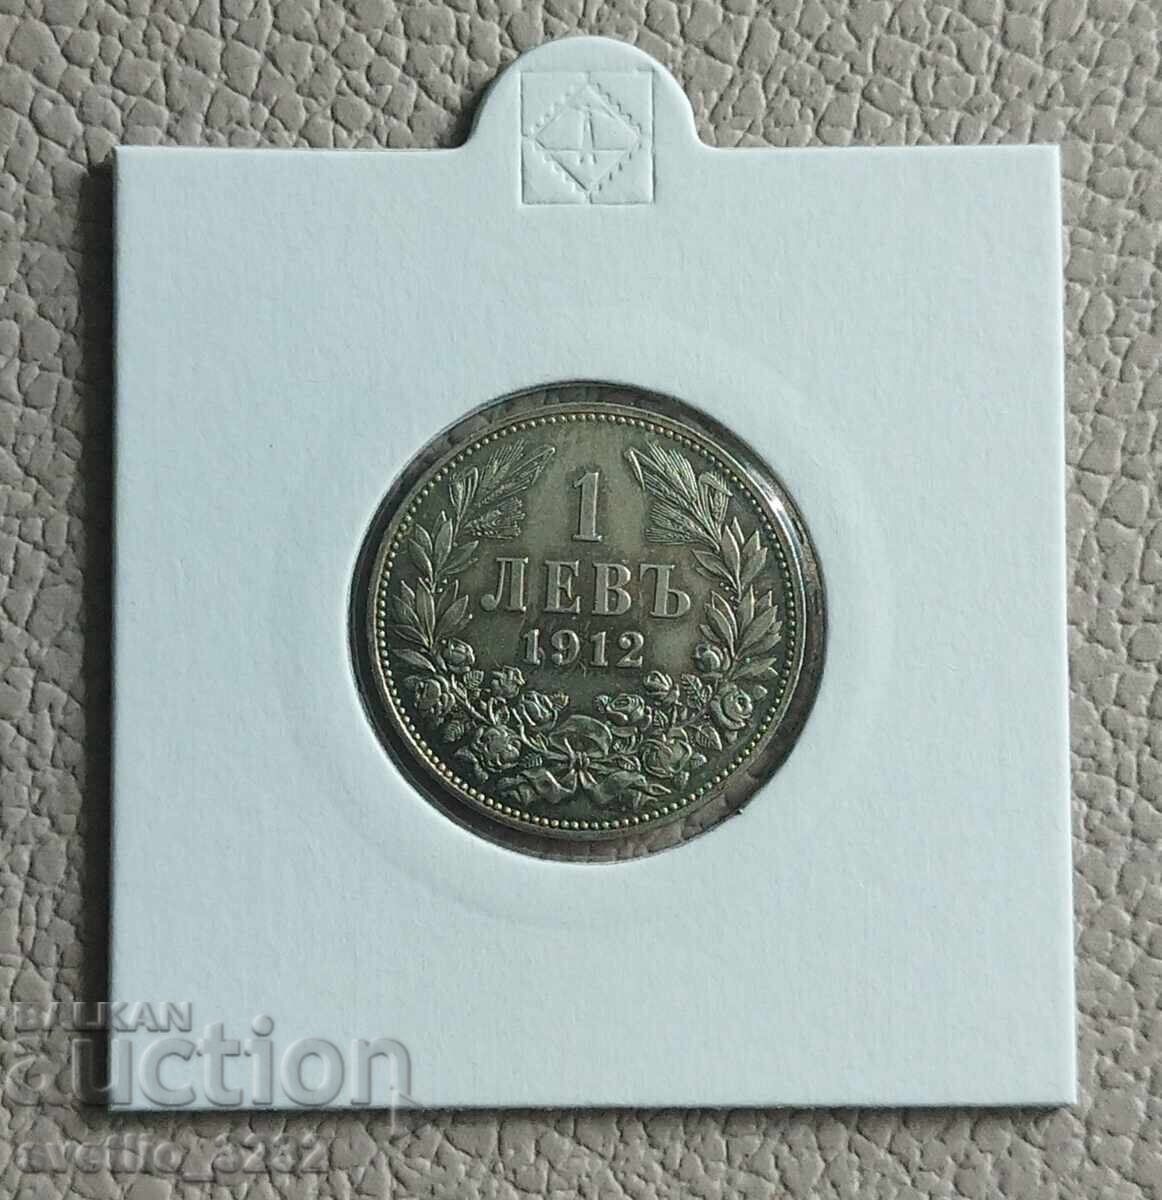 1
ЛЕВЪ
1912
BALKAN
auction
svetlio_3232